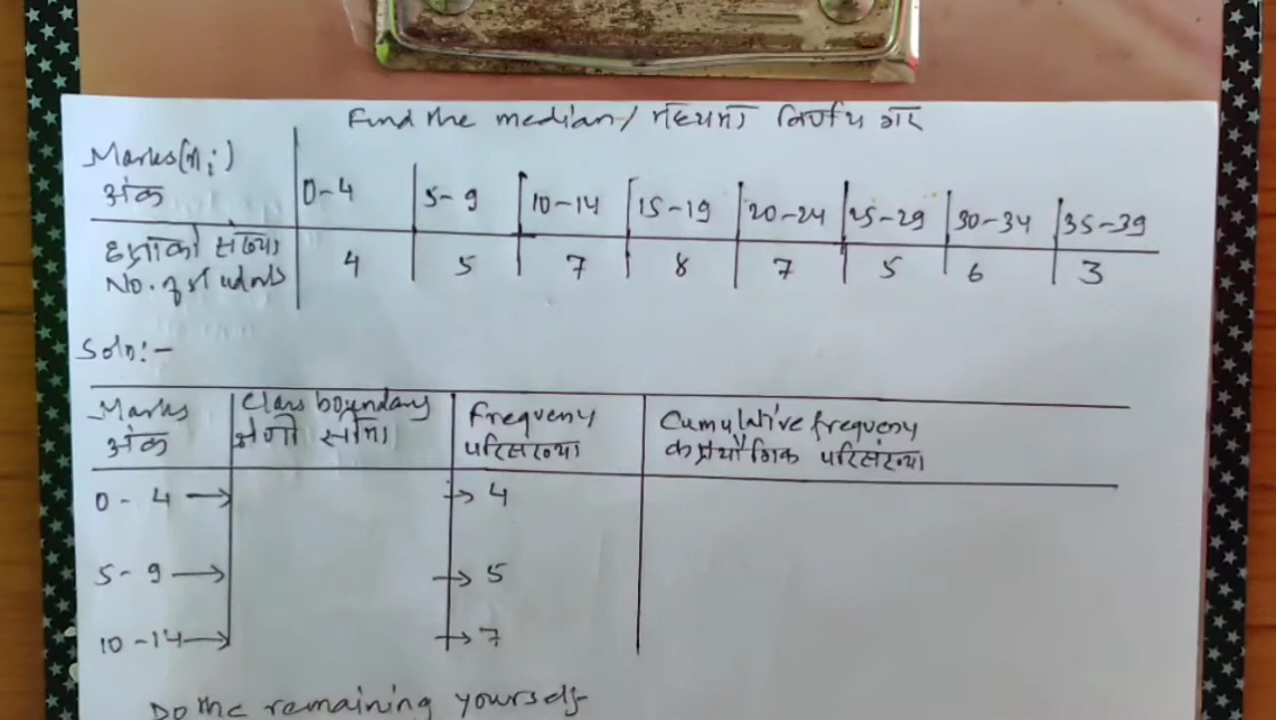 Find the median/ मध्यिका निर्णय गर
Marks(xi) 0-4 5-9 10-14 15-19 20-24 25-29 30-34 35-39
अंक
छात्राको संख्या 4 5 7 8 7 5 6 3
No. of students
Soln:-
Marks Class boundary Frequency Cumulative frequency
अंक श्रेणी सीमा परिसंख्या परिसंख्या
0-4 → → 4
5-9 → → 5
10-14 → → 7
Do the remaining yourself